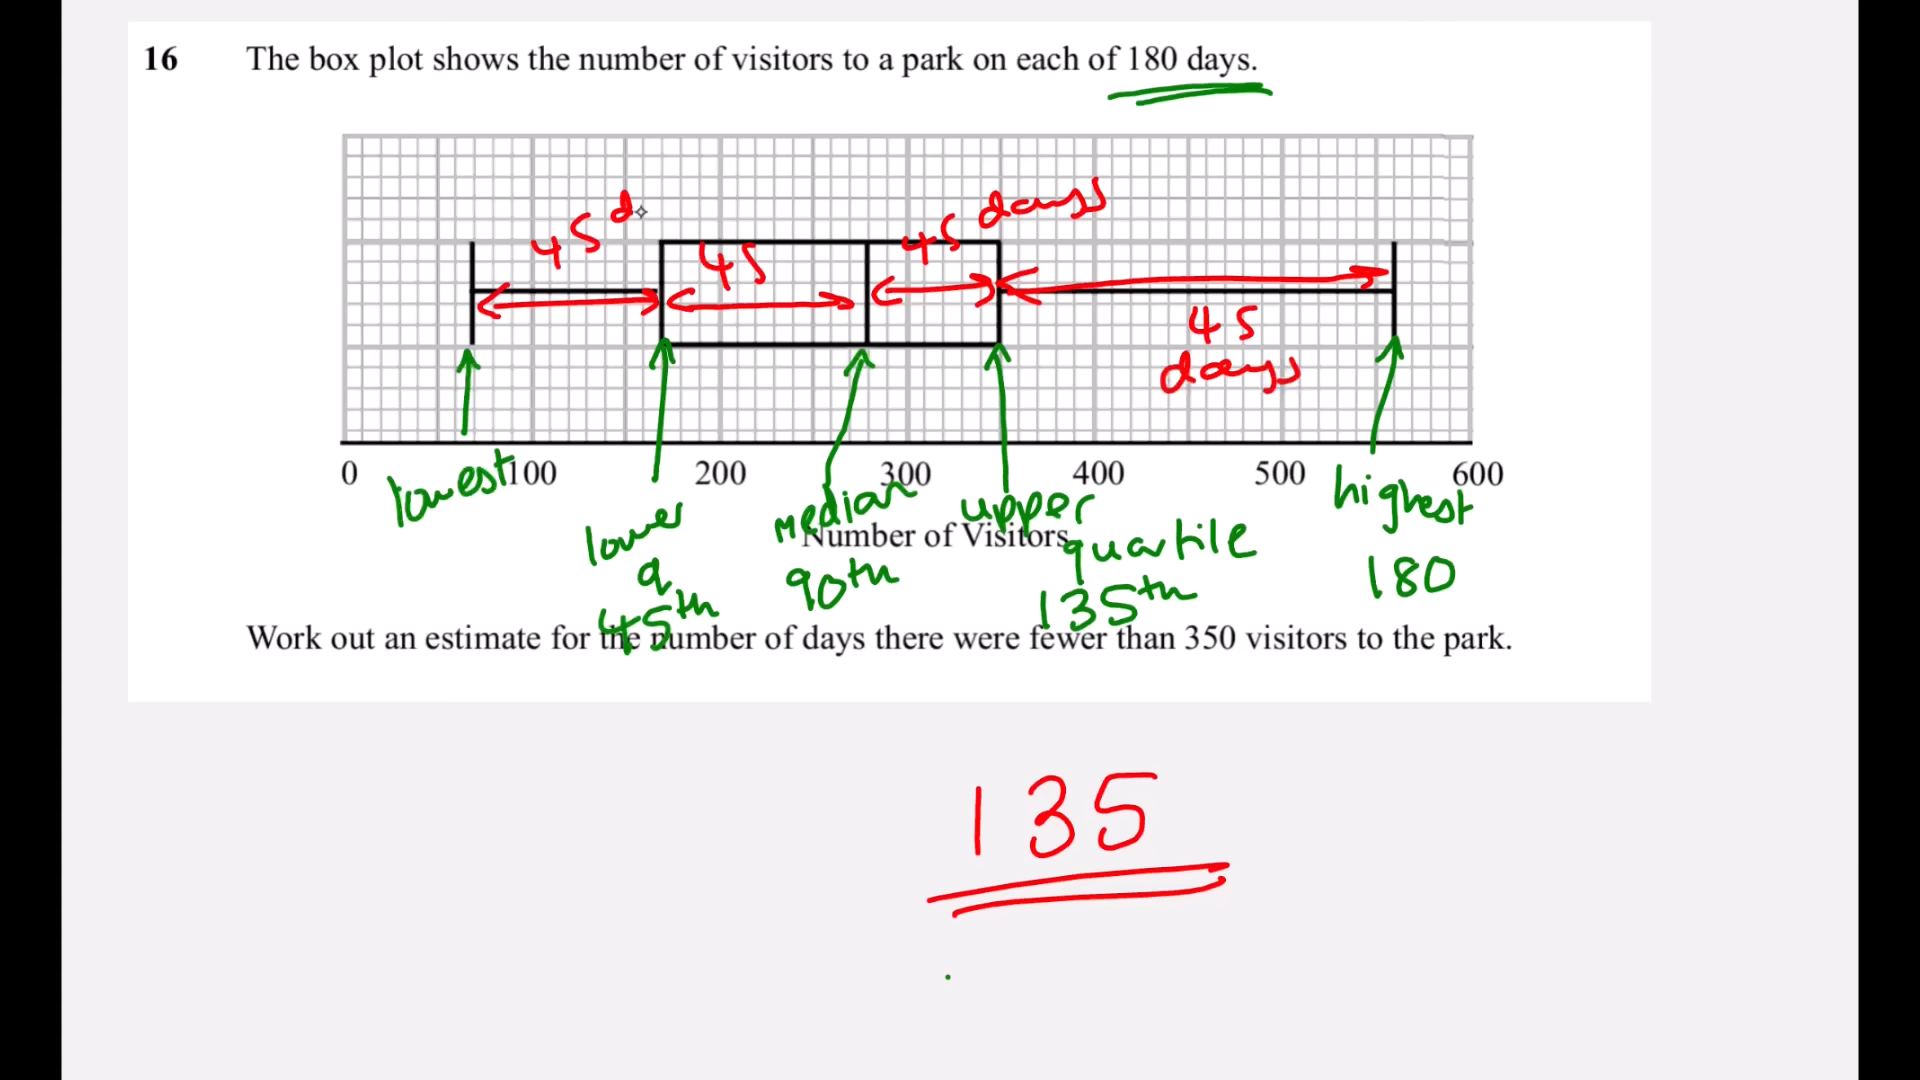 16 The box plot shows the number of visitors to a park on each of 180 days.
45 d
45
45 days
45
days
0 100 200 300 400 500 600
lowest
lower
q
45th
median
90th
upper
quartile
135th
highest
180
Number of Visitors
Work out an estimate for the number of days there were fewer than 350 visitors to the park.
135